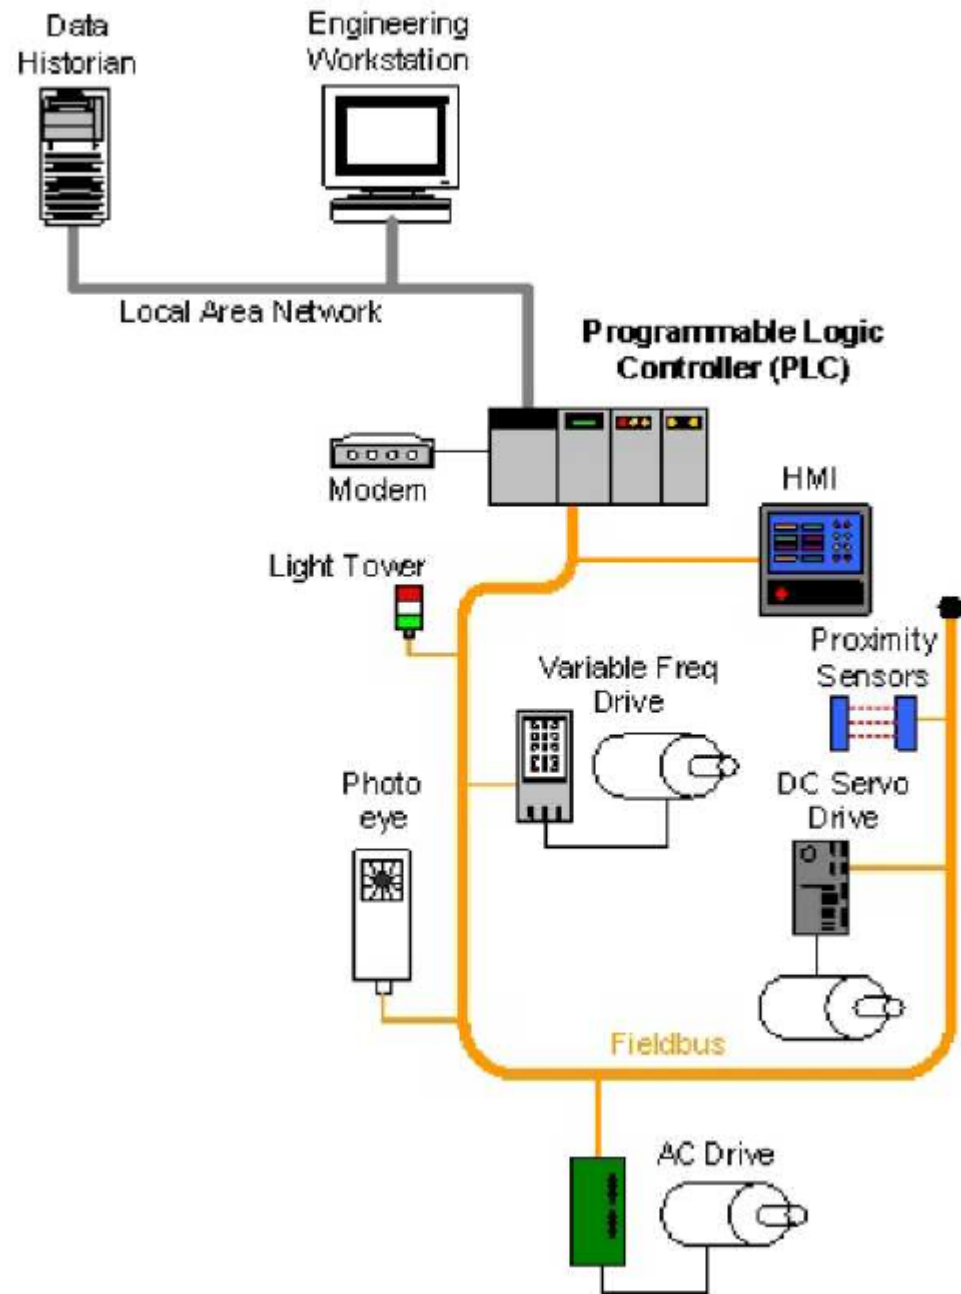 Data
Historian
Engineering
Workstation
Local Area Network
Programmable Logic
Controller (PLC)
Modem
HMI
Light Tower
Proximity
Sensors
Variable Freq
Drive
Photo
eye
DC Servo
Drive
Fieldbus
AC Drive